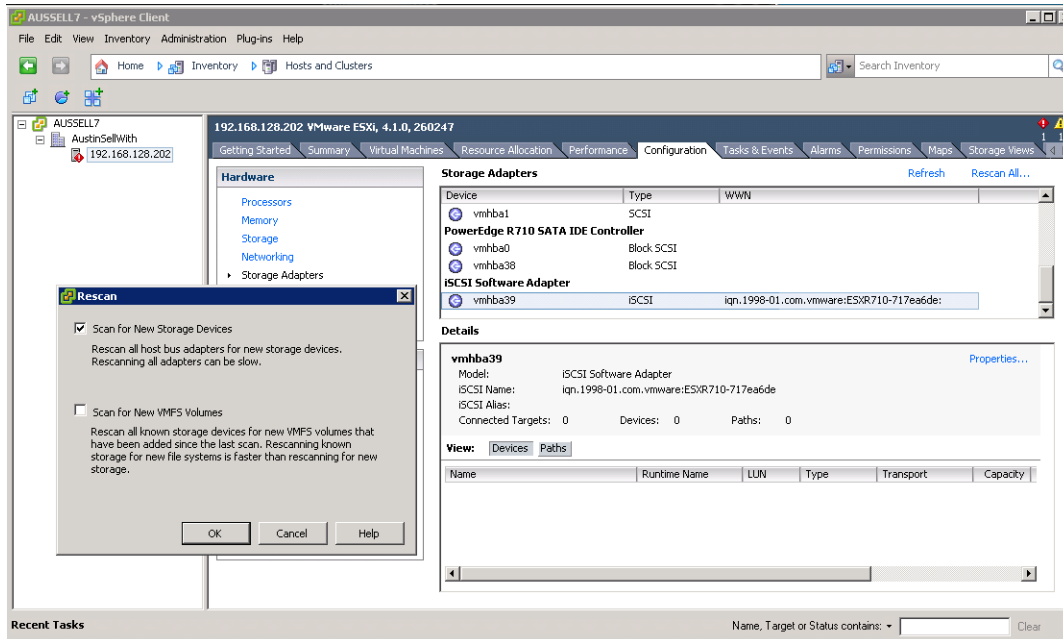 AUSSELL7 - vSphere Client
File Edit View Inventory Administration Plug-ins Help
Home Inventory Hosts and Clusters
Search Inventory
AUSSELL7
AustinSellWith
192.168.128.202
192.168.128.202 VMware ESXi, 4.1.0, 260247
Getting Started Summary Virtual Machines Resource Allocation Performance Configuration Tasks & Events Alarms Permissions Maps Storage Views
Hardware
Processors
Memory
Storage
Networking
Storage Adapters
Storage Adapters Refresh Rescan All...
Device Type WWN
vmhba1 SCSI
PowerEdge R710 SATA IDE Controller
vmhba0 Block SCSI
vmhba38 Block SCSI
iSCSI Software Adapter
vmhba39 iSCSI iqn.1998-01.com.vmware:ESXR710-717ea6de:
Details
vmhba39 Properties...
Model: iSCSI Software Adapter
iSCSI Name: iqn.1998-01.com.vmware:ESXR710-717ea6de
iSCSI Alias:
Connected Targets: 0 Devices: 0 Paths: 0
View: Devices Paths
Name Runtime Name LUN Type Transport Capacity
Rescan
Scan for New Storage Devices
Rescan all host bus adapters for new storage devices.
Rescanning all adapters can be slow.
Scan for New VMFS Volumes
Rescan all known storage devices for new VMFS volumes that
have been added since the last scan. Rescanning known
storage for new file systems is faster than rescanning for new
storage.
OK Cancel Help
Recent Tasks Name, Target or Status contains: Clear